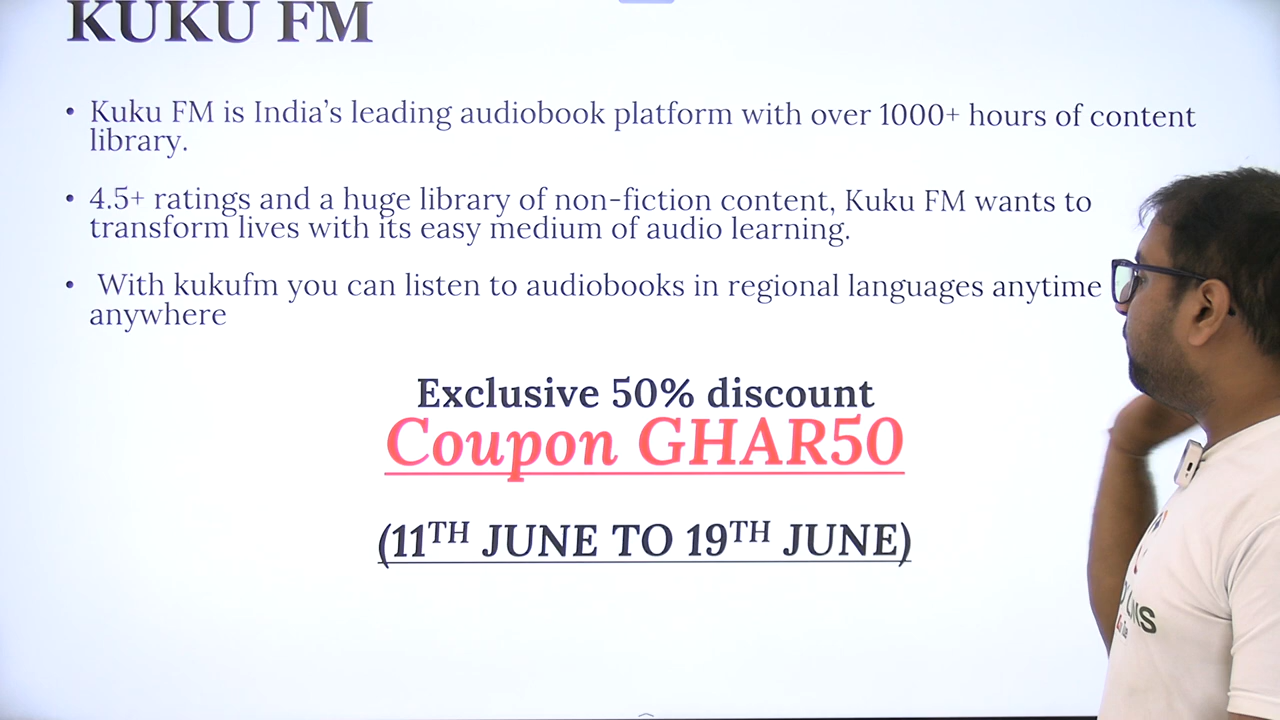 KUKU FM
• Kuku FM is India's leading audiobook platform with over 1000+ hours of content
library.
• 4.5+ ratings and a huge library of non-fiction content, Kuku FM wants to
transform lives with its easy medium of audio learning.
• With kukufm you can listen to audiobooks in regional languages anytime
anywhere
Exclusive 50% discount
Coupon GHAR50
(11TH JUNE TO 19TH JUNE)